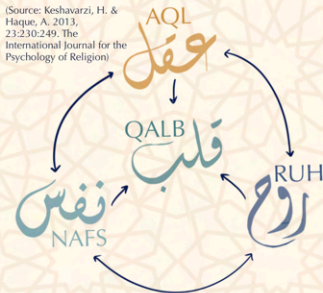 (Source: Keshavarzi, H. &
Haque, A. 2013,
23:230:249. The
International Journal for the
Psychology of Religion)
AQL
عقل
QALB
قلب
نفس
NAFS
RUH
روح